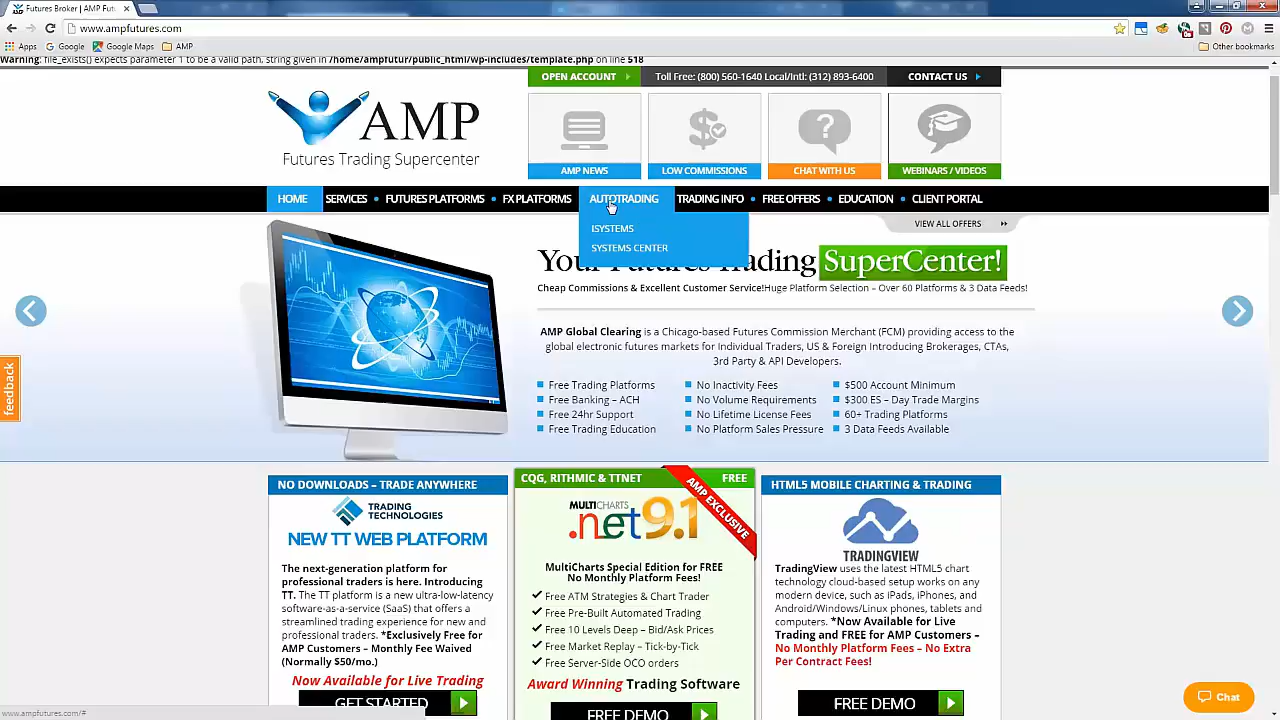 Futures Broker | AMP Fut
www.ampfutures.com
Apps Google Google Maps AMP Other bookmarks
Warning: file_exists() expects parameter 1 to be a valid path, string given in /home/ampfutur/public_html/wp-includes/template.php on line 518
OPEN ACCOUNT Toll Free: (800) 560-1640 Local/Intl: (312) 893-6400 CONTACT US
AMP
Futures Trading Supercenter
AMP NEWS LOW COMMISSIONS CHAT WITH US WEBINARS / VIDEOS
HOME SERVICES FUTURES PLATFORMS FX PLATFORMS AUTOTRADING TRADING INFO FREE OFFERS EDUCATION CLIENT PORTAL
ISYSTEMS
SYSTEMS CENTER
VIEW ALL OFFERS
Your Futures Trading SuperCenter!
Cheap Commissions & Excellent Customer Service!Huge Platform Selection – Over 60 Platforms & 3 Data Feeds!
AMP Global Clearing is a Chicago-based Futures Commission Merchant (FCM) providing access to the
global electronic futures markets for Individual Traders, US & Foreign Introducing Brokerages, CTAs,
3rd Party & API Developers.
Free Trading Platforms No Inactivity Fees $500 Account Minimum
Free Banking – ACH No Volume Requirements $300 ES – Day Trade Margins
Free 24hr Support No Lifetime License Fees 60+ Trading Platforms
Free Trading Education No Platform Sales Pressure 3 Data Feeds Available
feedback
NO DOWNLOADS – TRADE ANYWHERE
TRADING
TECHNOLOGIES
NEW TT WEB PLATFORM
The next-generation platform for
professional traders is here. Introducing
TT. The TT platform is a new ultra-low-latency
software-as-a-service (SaaS) that offers a
streamlined trading experience for new and
professional traders. *Exclusively Free for
AMP Customers – Monthly Fee Waived
(Normally $50/mo.)
Now Available for Live Trading
GET STARTED
CQG, RITHMIC & TTNET FREE
AMP EXCLUSIVE
MULTICHARTS
.net9.1
MultiCharts Special Edition for FREE
No Monthly Platform Fees!
Free ATM Strategies & Chart Trader
Free Pre-Built Automated Trading
Free 10 Levels Deep – Bid/Ask Prices
Free Market Replay – Tick-by-Tick
Free Server-Side OCO orders
Award Winning Trading Software
FREE DEMO
HTML5 MOBILE CHARTING & TRADING
TRADINGVIEW
TradingView uses the latest HTML5 chart
technology cloud-based setup works on any
modern device, such as iPads, iPhones, and
Android/Windows/Linux phones, tablets and
computers. *Now Available for Live
Trading and FREE for AMP Customers –
No Monthly Platform Fees – No Extra
Per Contract Fees!
FREE DEMO
Chat
www.ampfutures.com/#